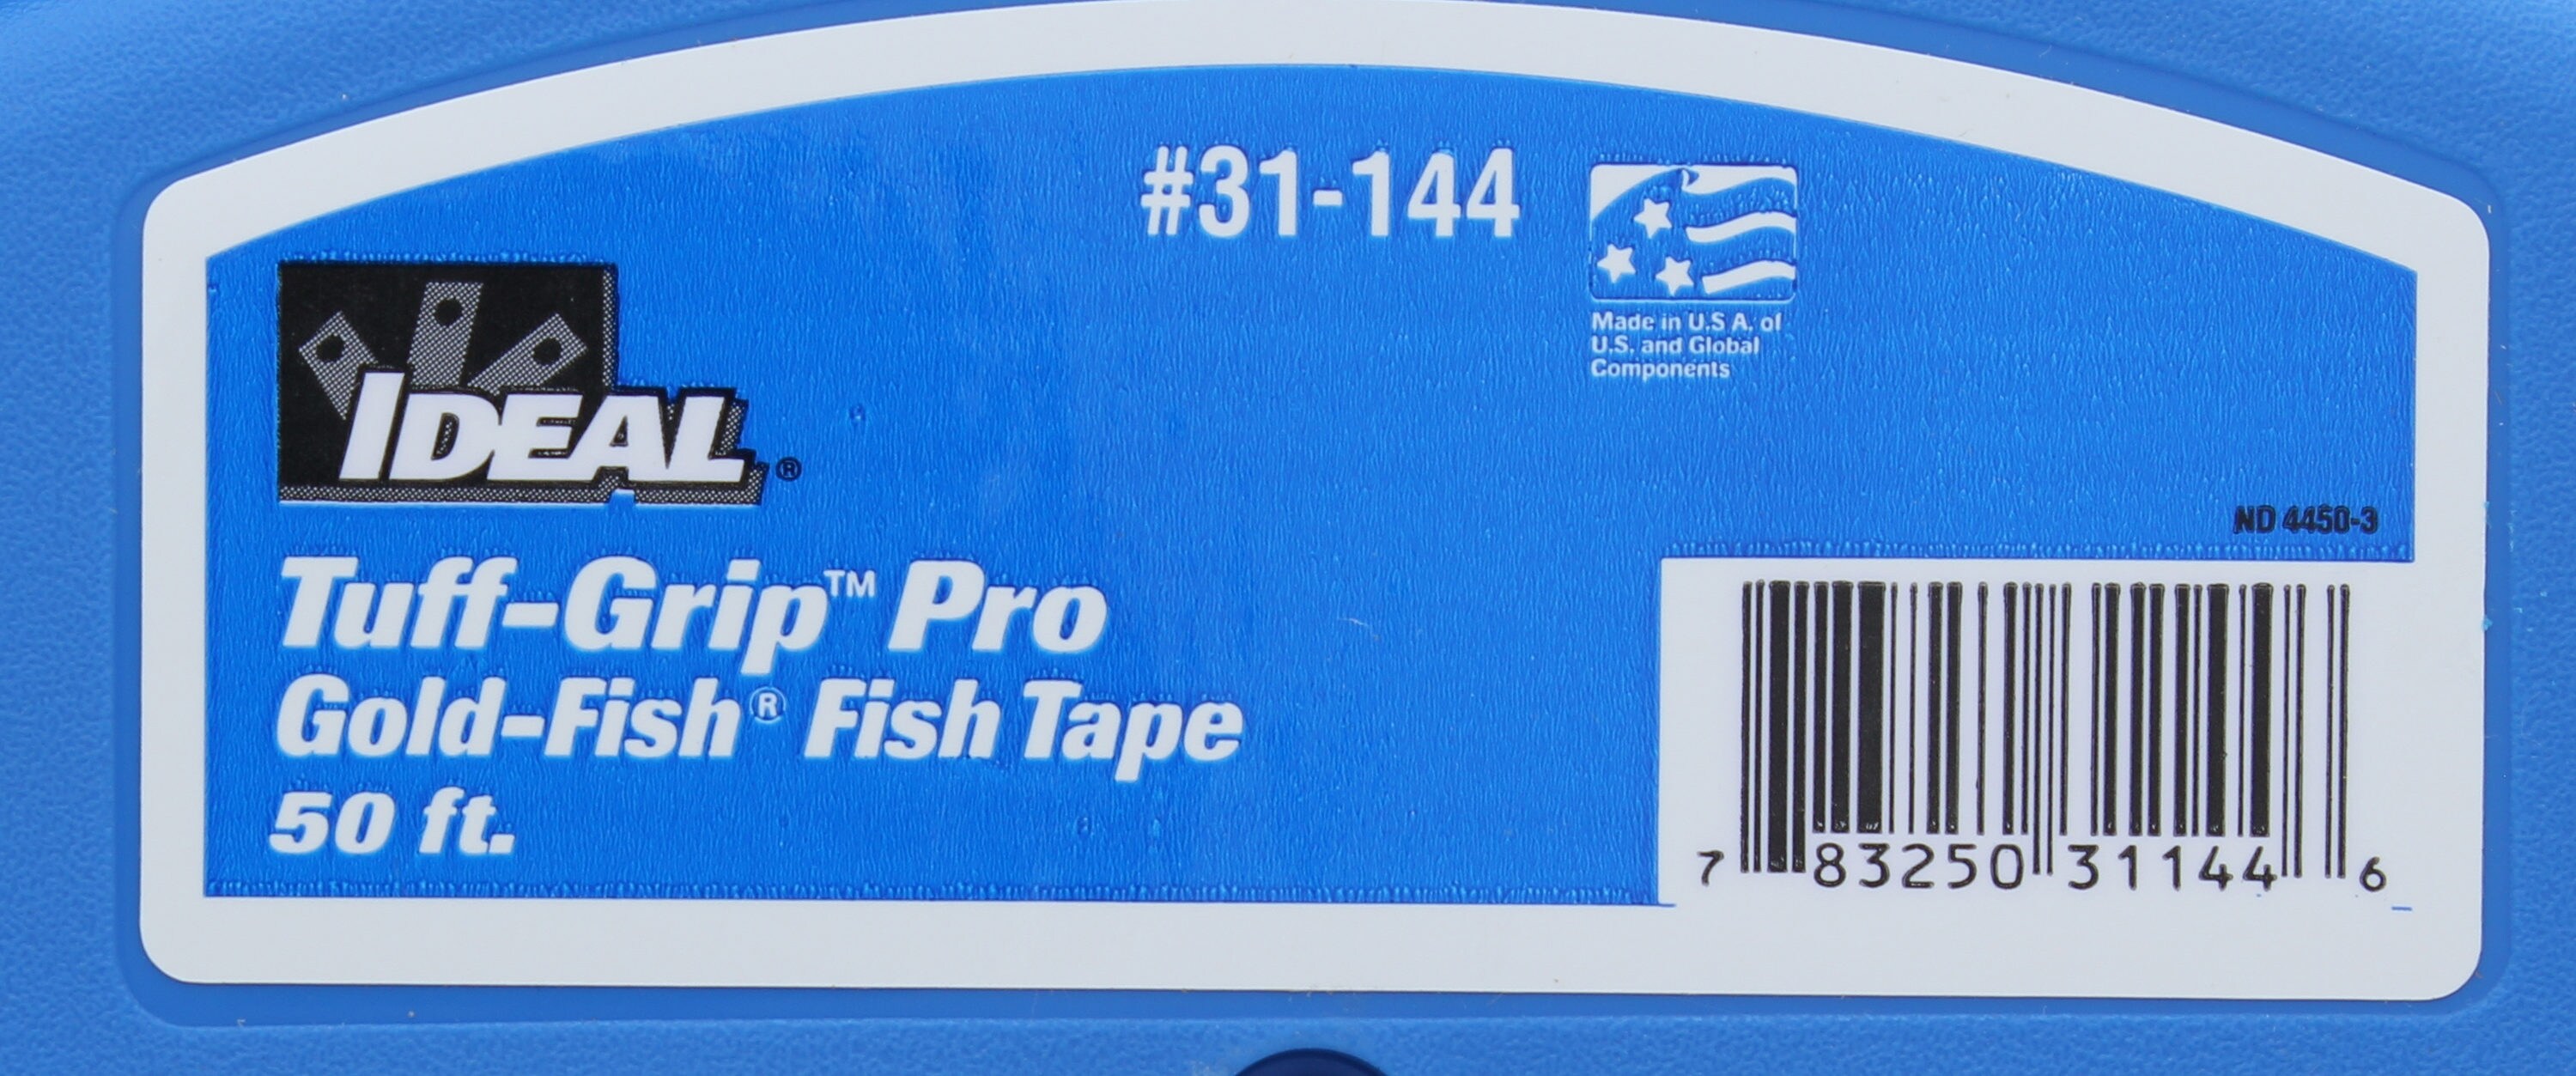 #31-144
Made in U.S.A. of
U.S. and Global
Components
IDEAL®
ND 4450-3
Tuff-Grip™ Pro
Gold-Fish® Fish Tape
50 ft.
7 83250 31144 6